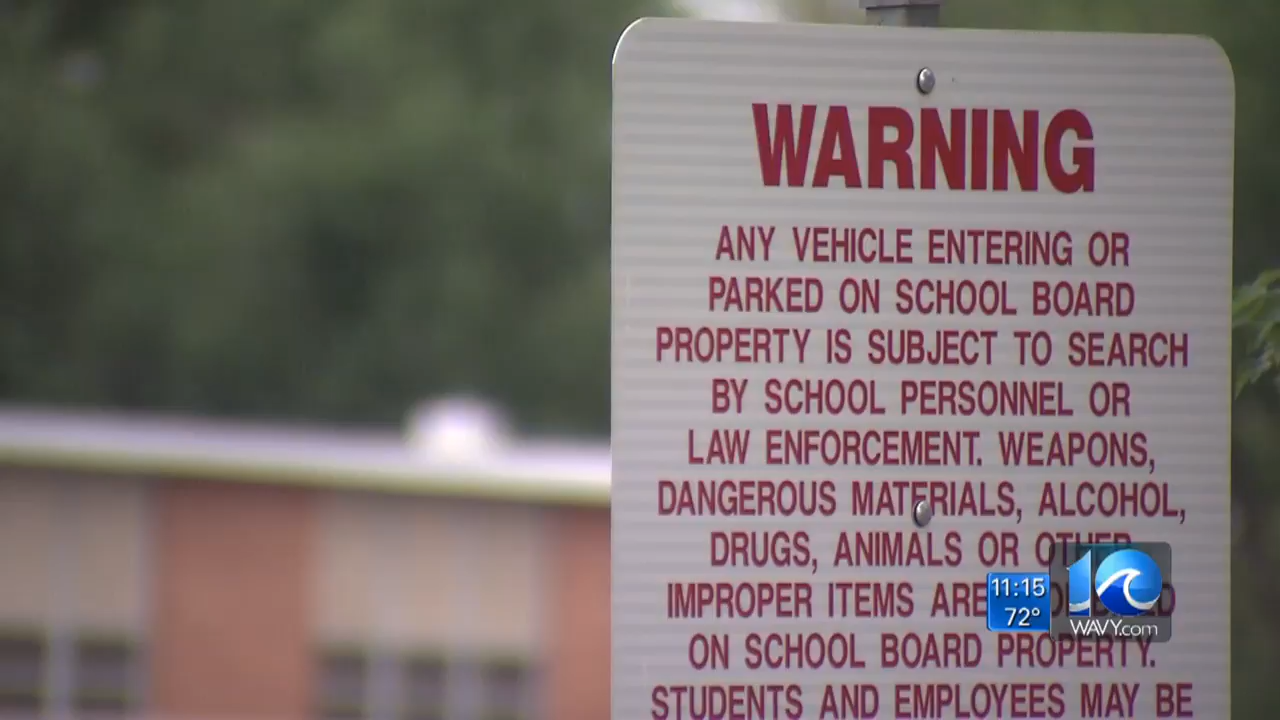 WARNING
ANY VEHICLE ENTERING OR
PARKED ON SCHOOL BOARD
PROPERTY IS SUBJECT TO SEARCH
BY SCHOOL PERSONNEL OR
LAW ENFORCEMENT. WEAPONS,
DANGEROUS MATERIALS, ALCOHOL,
DRUGS, ANIMALS OR OTHER
IMPROPER ITEMS ARE
ON SCHOOL BOARD PROPERTY.
STUDENTS AND EMPLOYEES MAY BE
11:15
72°
10
WAVY.com